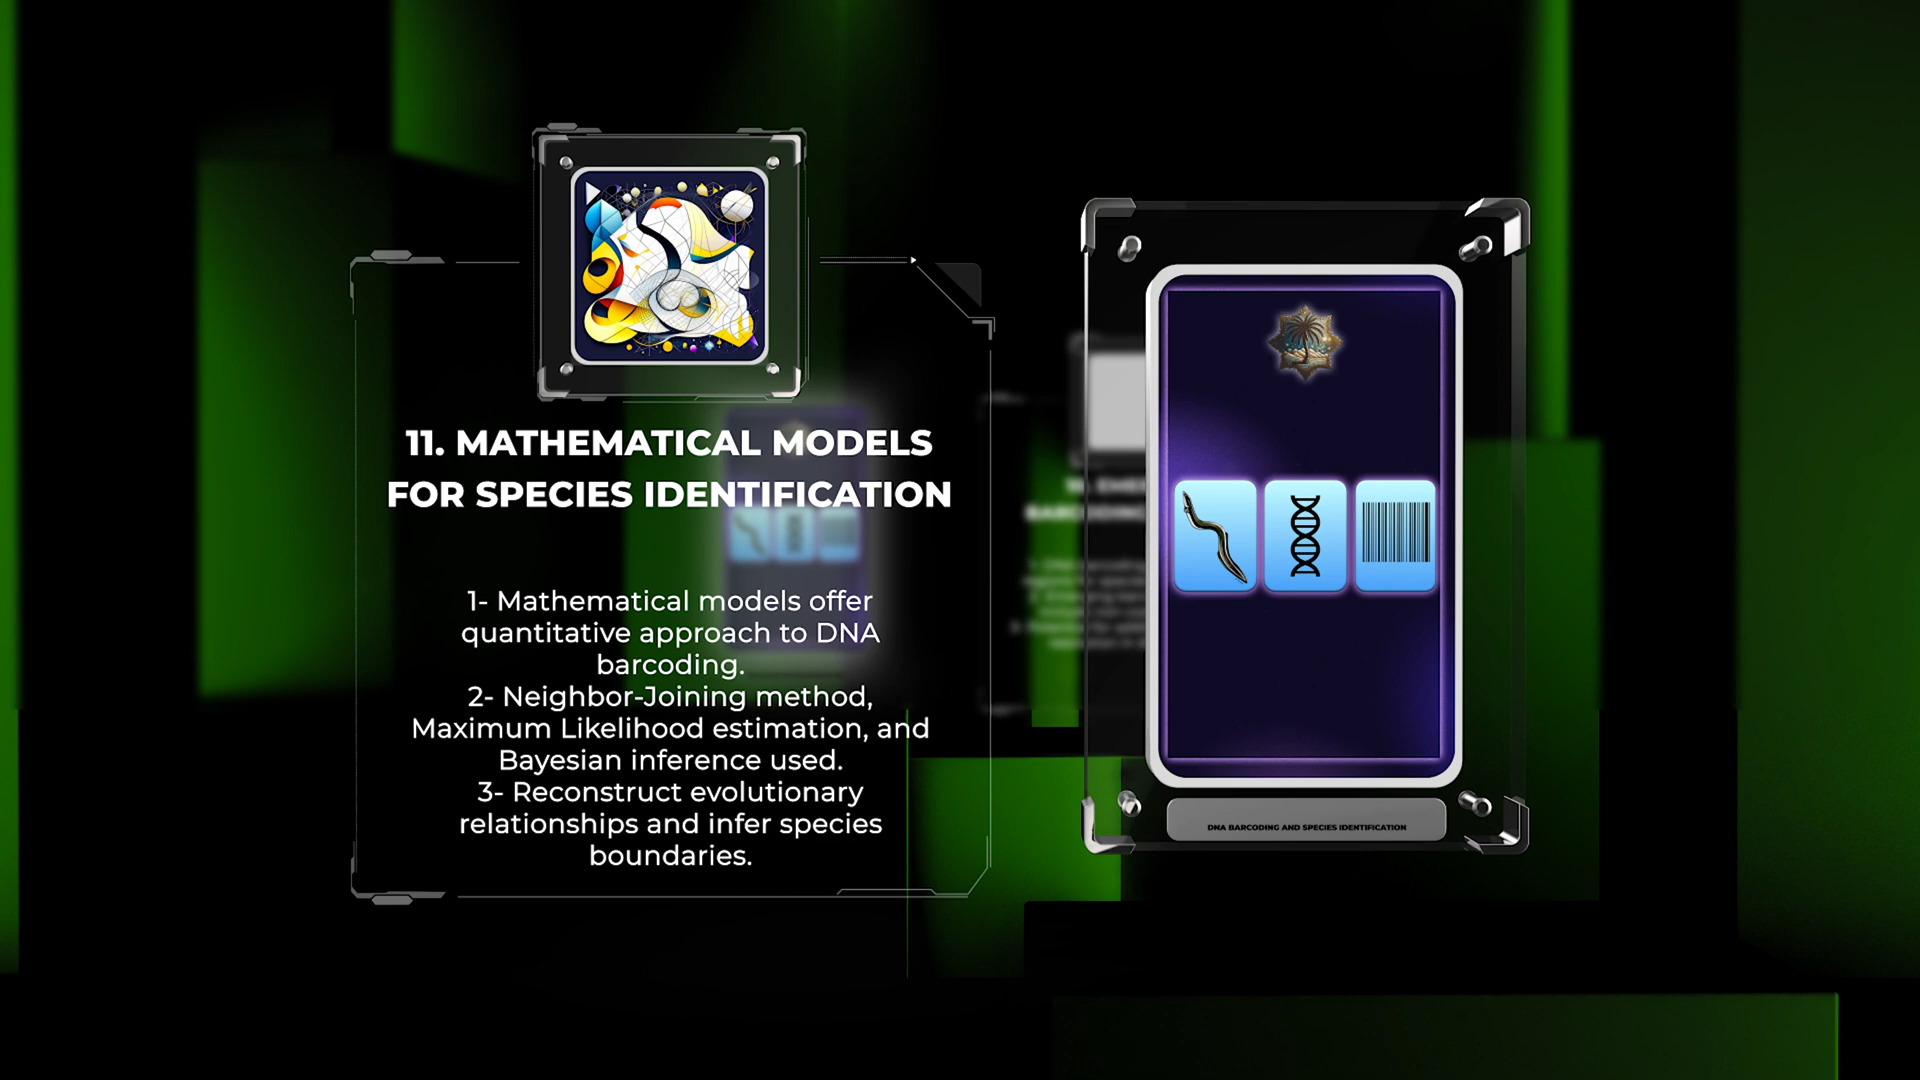 11. MATHEMATICAL MODELS
FOR SPECIES IDENTIFICATION
1- Mathematical models offer
quantitative approach to DNA
barcoding.
2- Neighbor-Joining method,
Maximum Likelihood estimation, and
Bayesian inference used.
3- Reconstruct evolutionary
relationships and infer species
boundaries.
DNA BARCODING AND SPECIES IDENTIFICATION